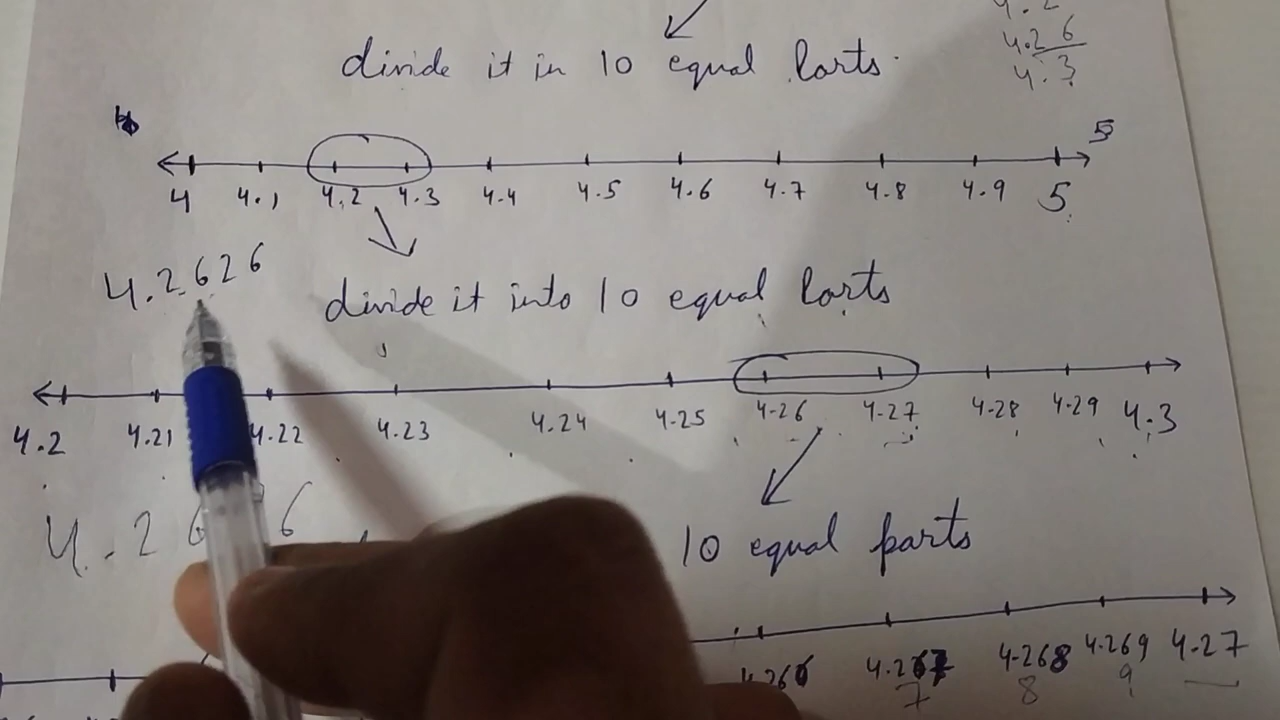 4.2
4.26
4.3
divide it in 10 equal parts.
5
4 4.1 4.2 4.3 4.4 4.5 4.6 4.7 4.8 4.9 5
4.2626
divide it into 10 equal parts
4.2 4.21 4.22 4.23 4.24 4.25 4.26 4.27 4.28 4.29 4.3
10 equal parts
4.267 4.268 4.269 4.27
7 8 9